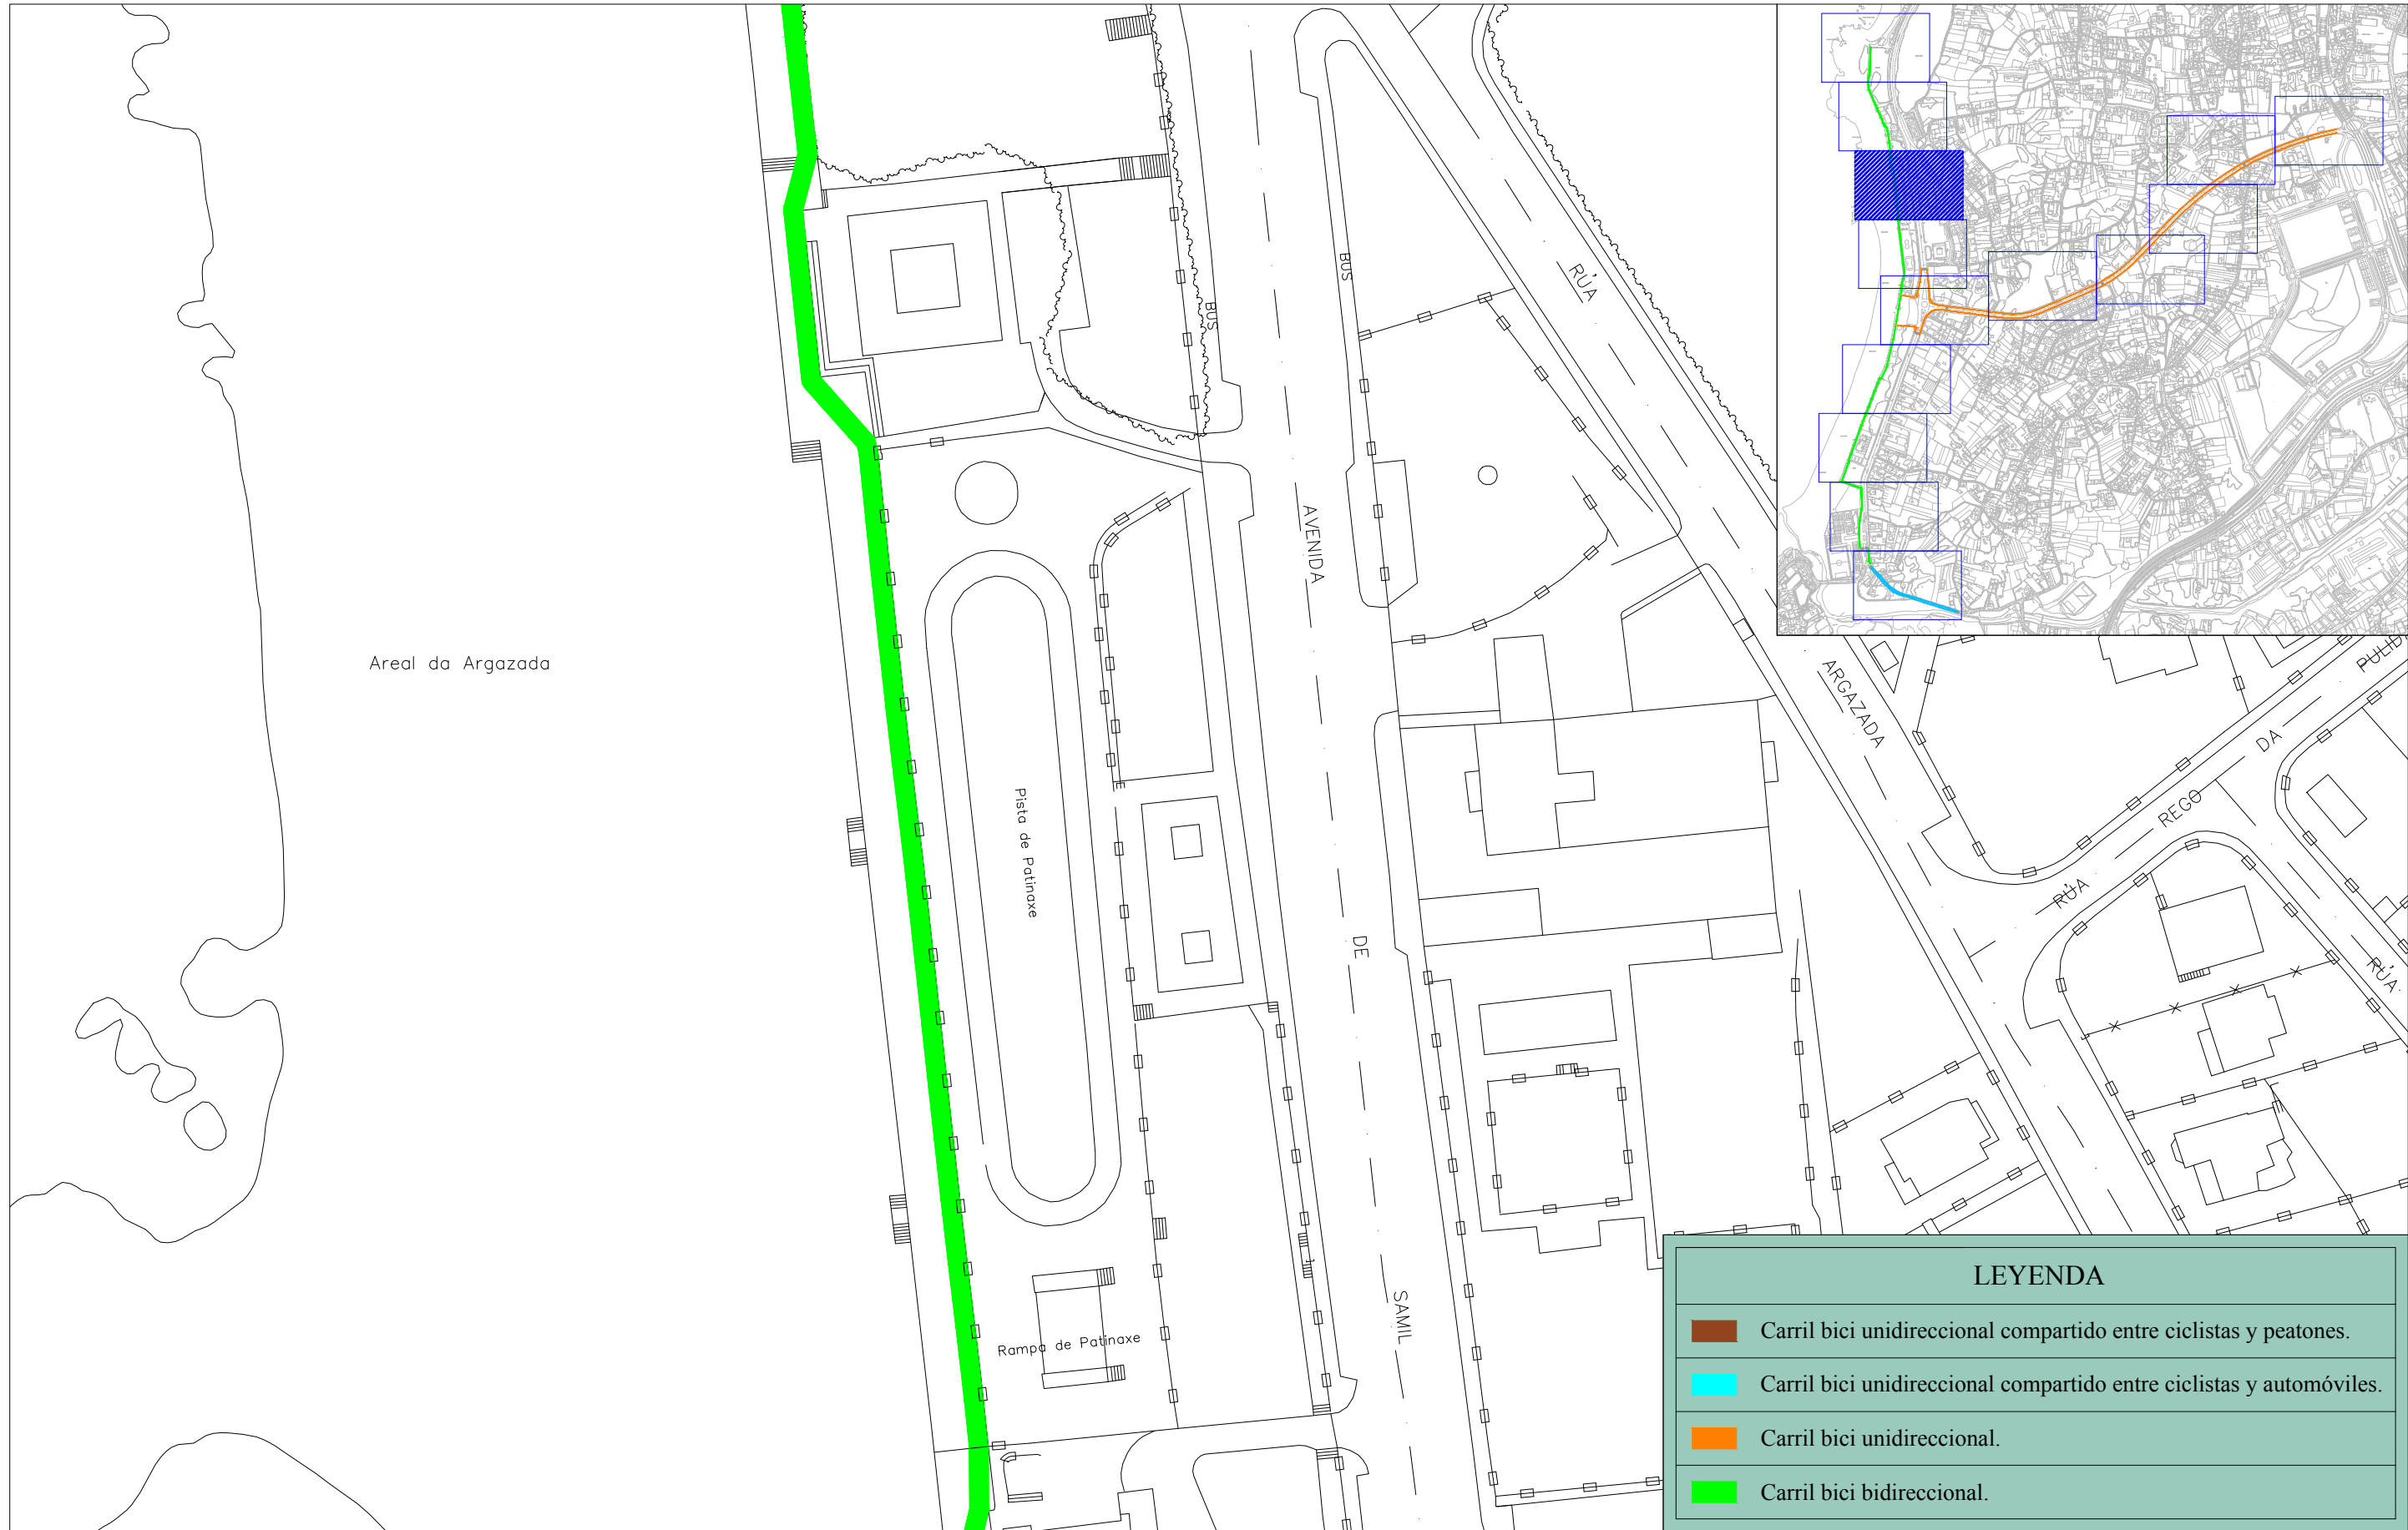 BUS
BUS
RÚA
AVENIDA
Areal da Argazada
ARGAZADA
DA
REGO
RÚA
Pista de Patinaxe
DE
RÚA
SAMIL
Rampa de Patinaxe
LEYENDA
Carril bici unidireccional compartido entre ciclistas y peatones.
Carril bici unidireccional compartido entre ciclistas y automóviles.
Carril bici unidireccional.
Carril bici bidireccional.